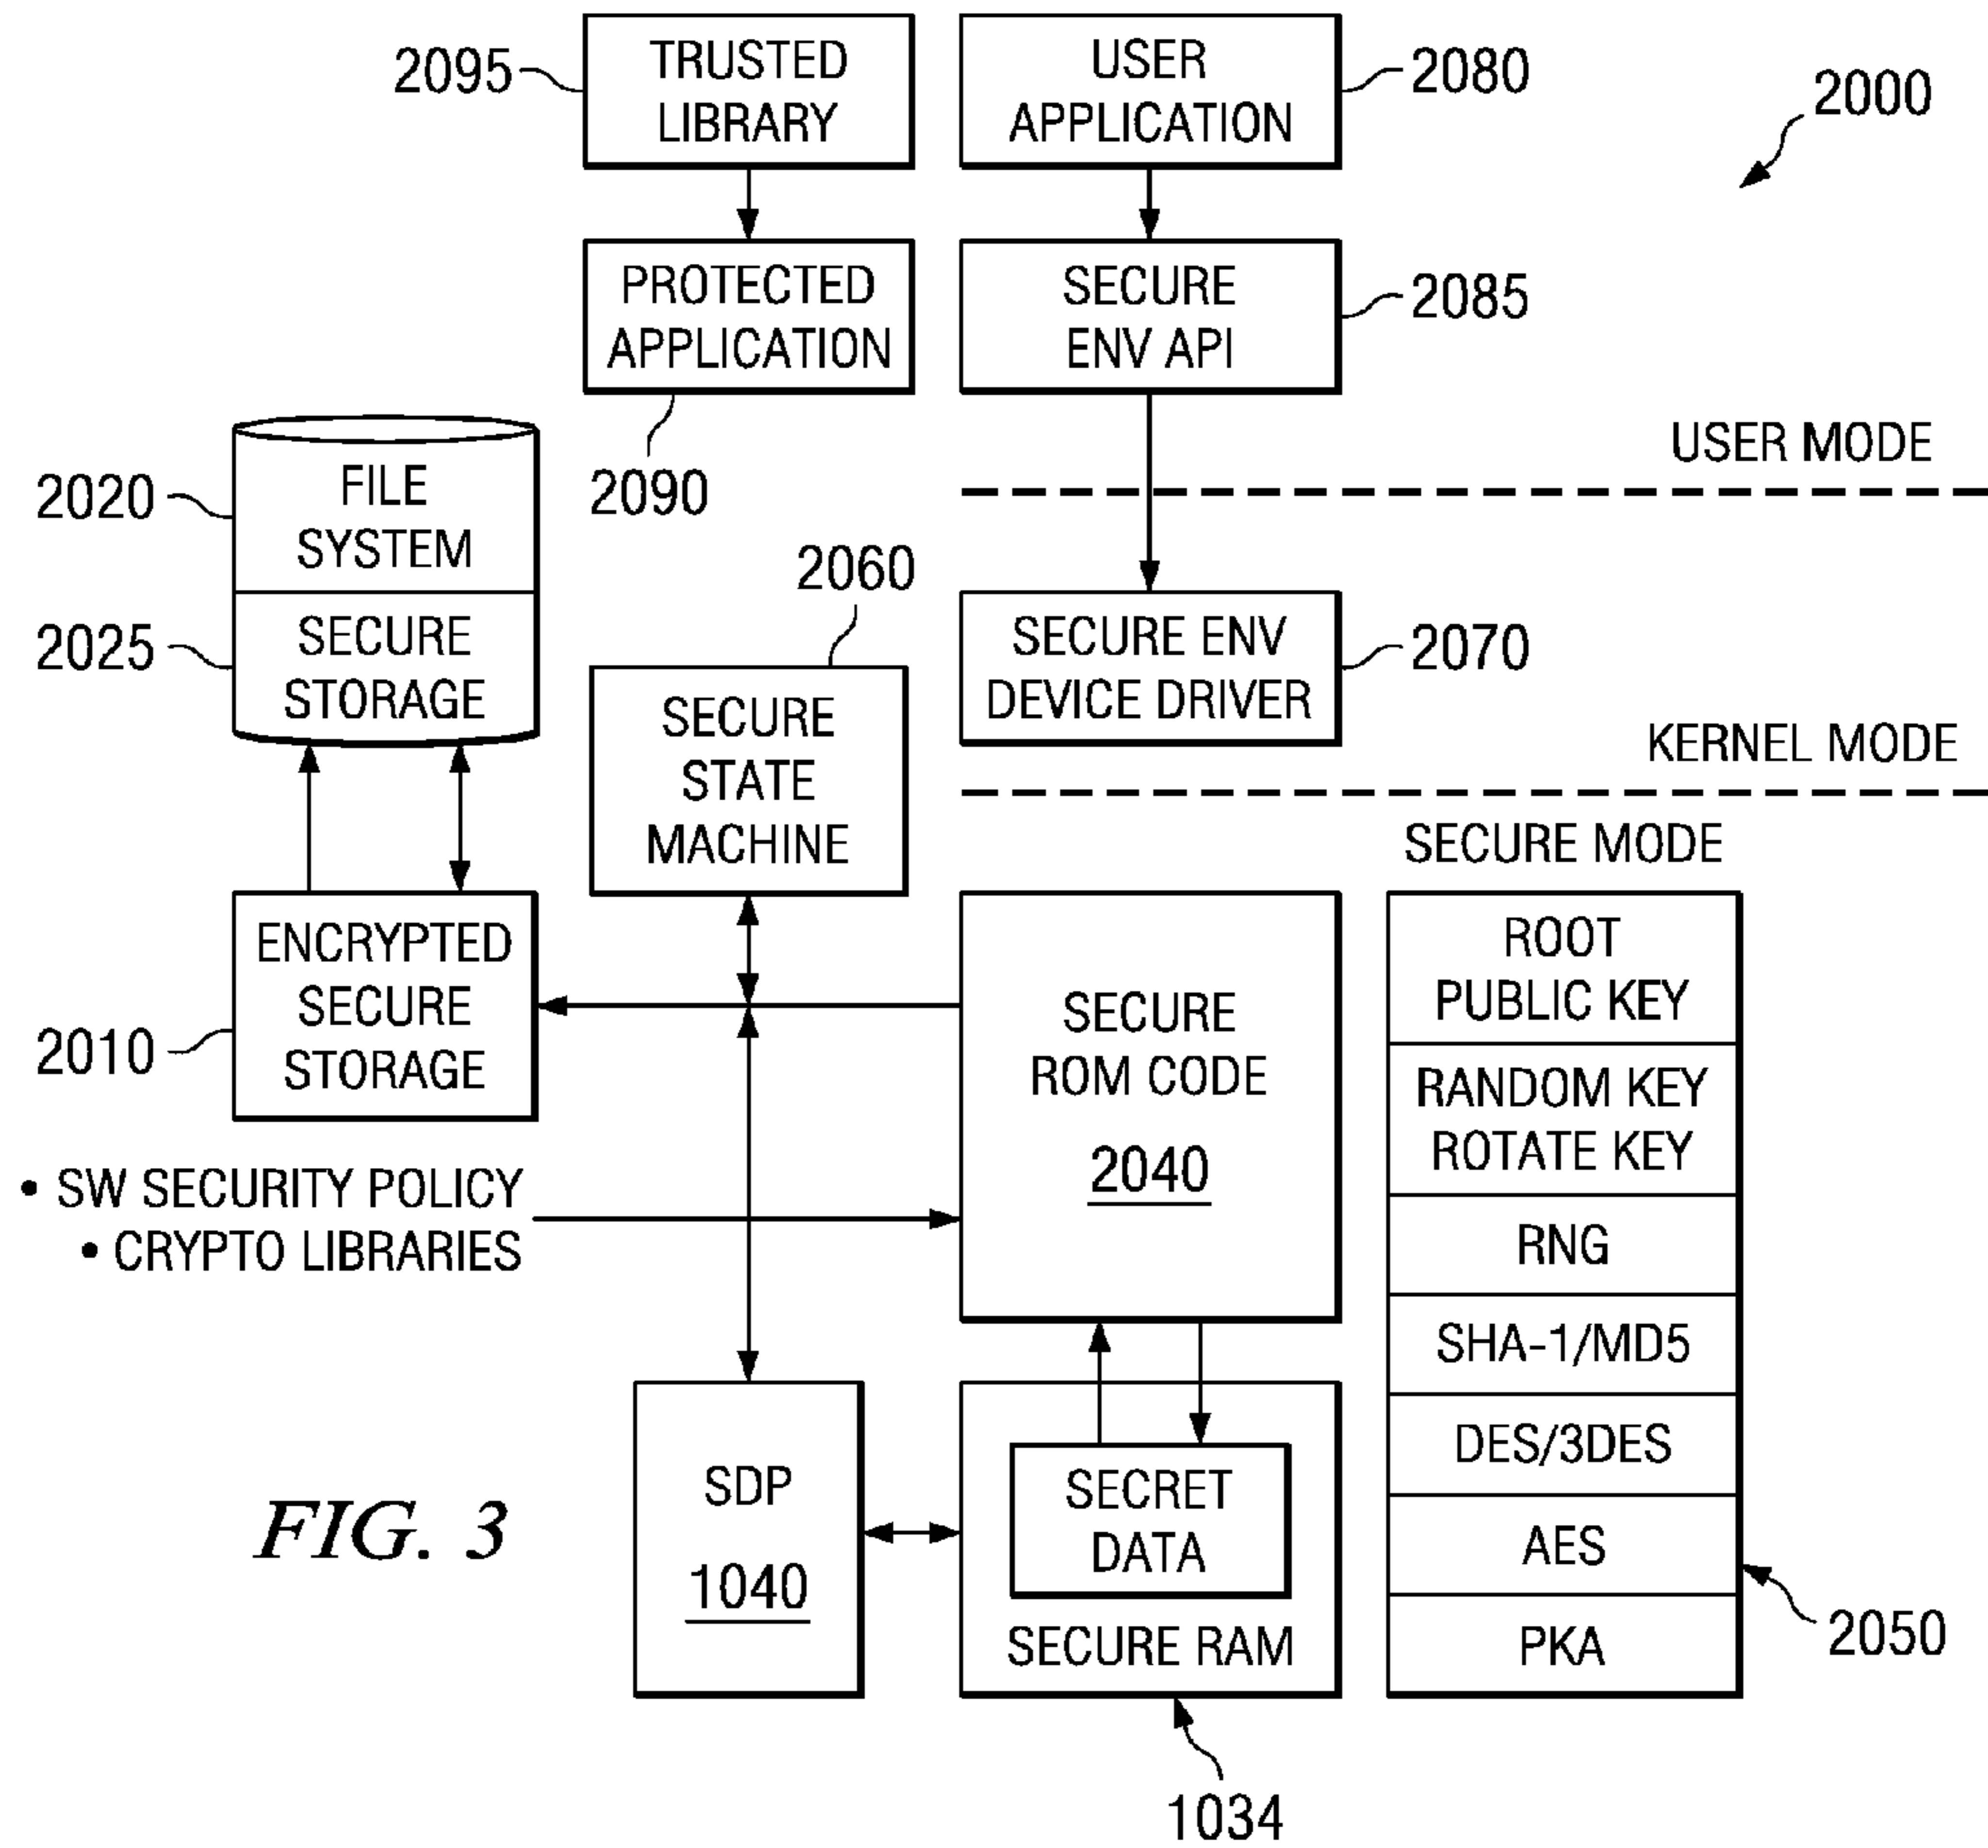 2095
TRUSTED
LIBRARY
USER
APPLICATION
2080
2000
PROTECTED
APPLICATION
2090
SECURE
ENV API
2085
USER MODE
2020
FILE
SYSTEM
2025
SECURE
STORAGE
2060
SECURE
STATE
MACHINE
SECURE ENV
DEVICE DRIVER
2070
KERNEL MODE
SECURE MODE
ENCRYPTED
SECURE
STORAGE
2010
SECURE
ROM CODE
2040
• SW SECURITY POLICY
• CRYPTO LIBRARIES
ROOT
PUBLIC KEY
RANDOM KEY
ROTATE KEY
RNG
SHA-1/MD5
DES/3DES
AES
PKA
2050
SDP
1040
SECRET
DATA
SECURE RAM
1034
FIG. 3